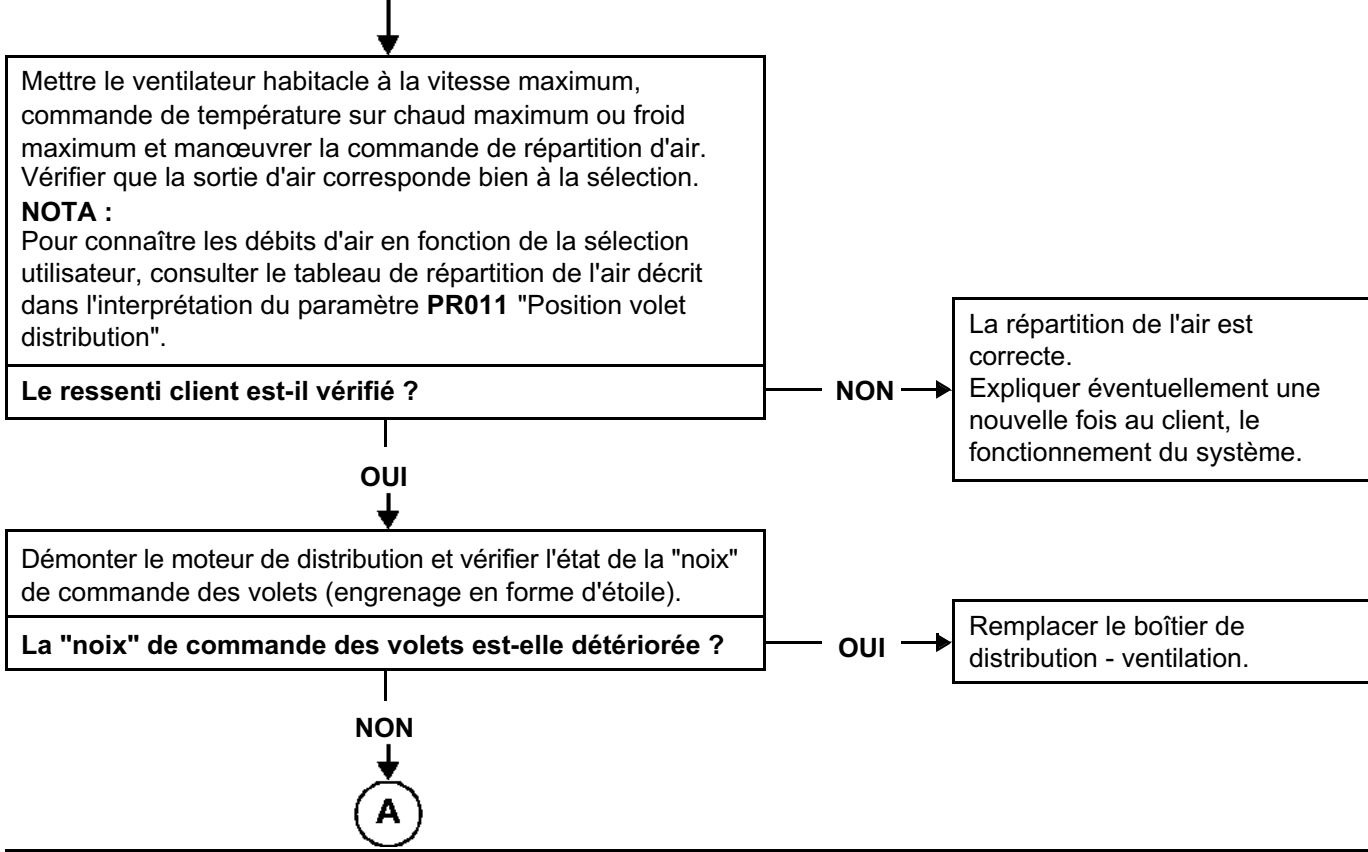 Mettre le ventilateur habitacle à la vitesse maximum,
commande de température sur chaud maximum ou froid
maximum et manœuvrer la commande de répartition d'air.
Vérifier que la sortie d'air corresponde bien à la sélection.
NOTA :
Pour connaître les débits d'air en fonction de la sélection
utilisateur, consulter le tableau de répartition de l'air décrit
dans l'interprétation du paramètre PR011 "Position volet
distribution".
Le ressenti client est-il vérifié ?
NON
La répartition de l'air est
correcte.
Expliquer éventuellement une
nouvelle fois au client, le
fonctionnement du système.
OUI
Démonter le moteur de distribution et vérifier l'état de la "noix"
de commande des volets (engrenage en forme d'étoile).
La "noix" de commande des volets est-elle détériorée ?
OUI
Remplacer le boîtier de
distribution - ventilation.
NON
A